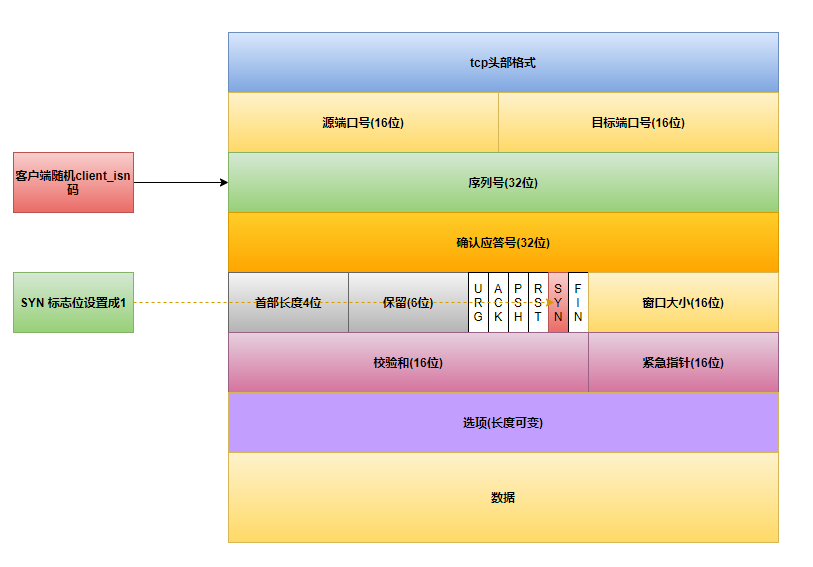 tcp头部格式
源端口号(16位)
目标端口号(16位)
客户端随机client_isn
码
序列号(32位)
确认应答号(32位)
SYN 标志位设置成1
首部长度4位
保留(6位)
URG
ACK
PSH
RST
SYN
FIN
窗口大小(16位)
校验和(16位)
紧急指针(16位)
选项(长度可变)
数据